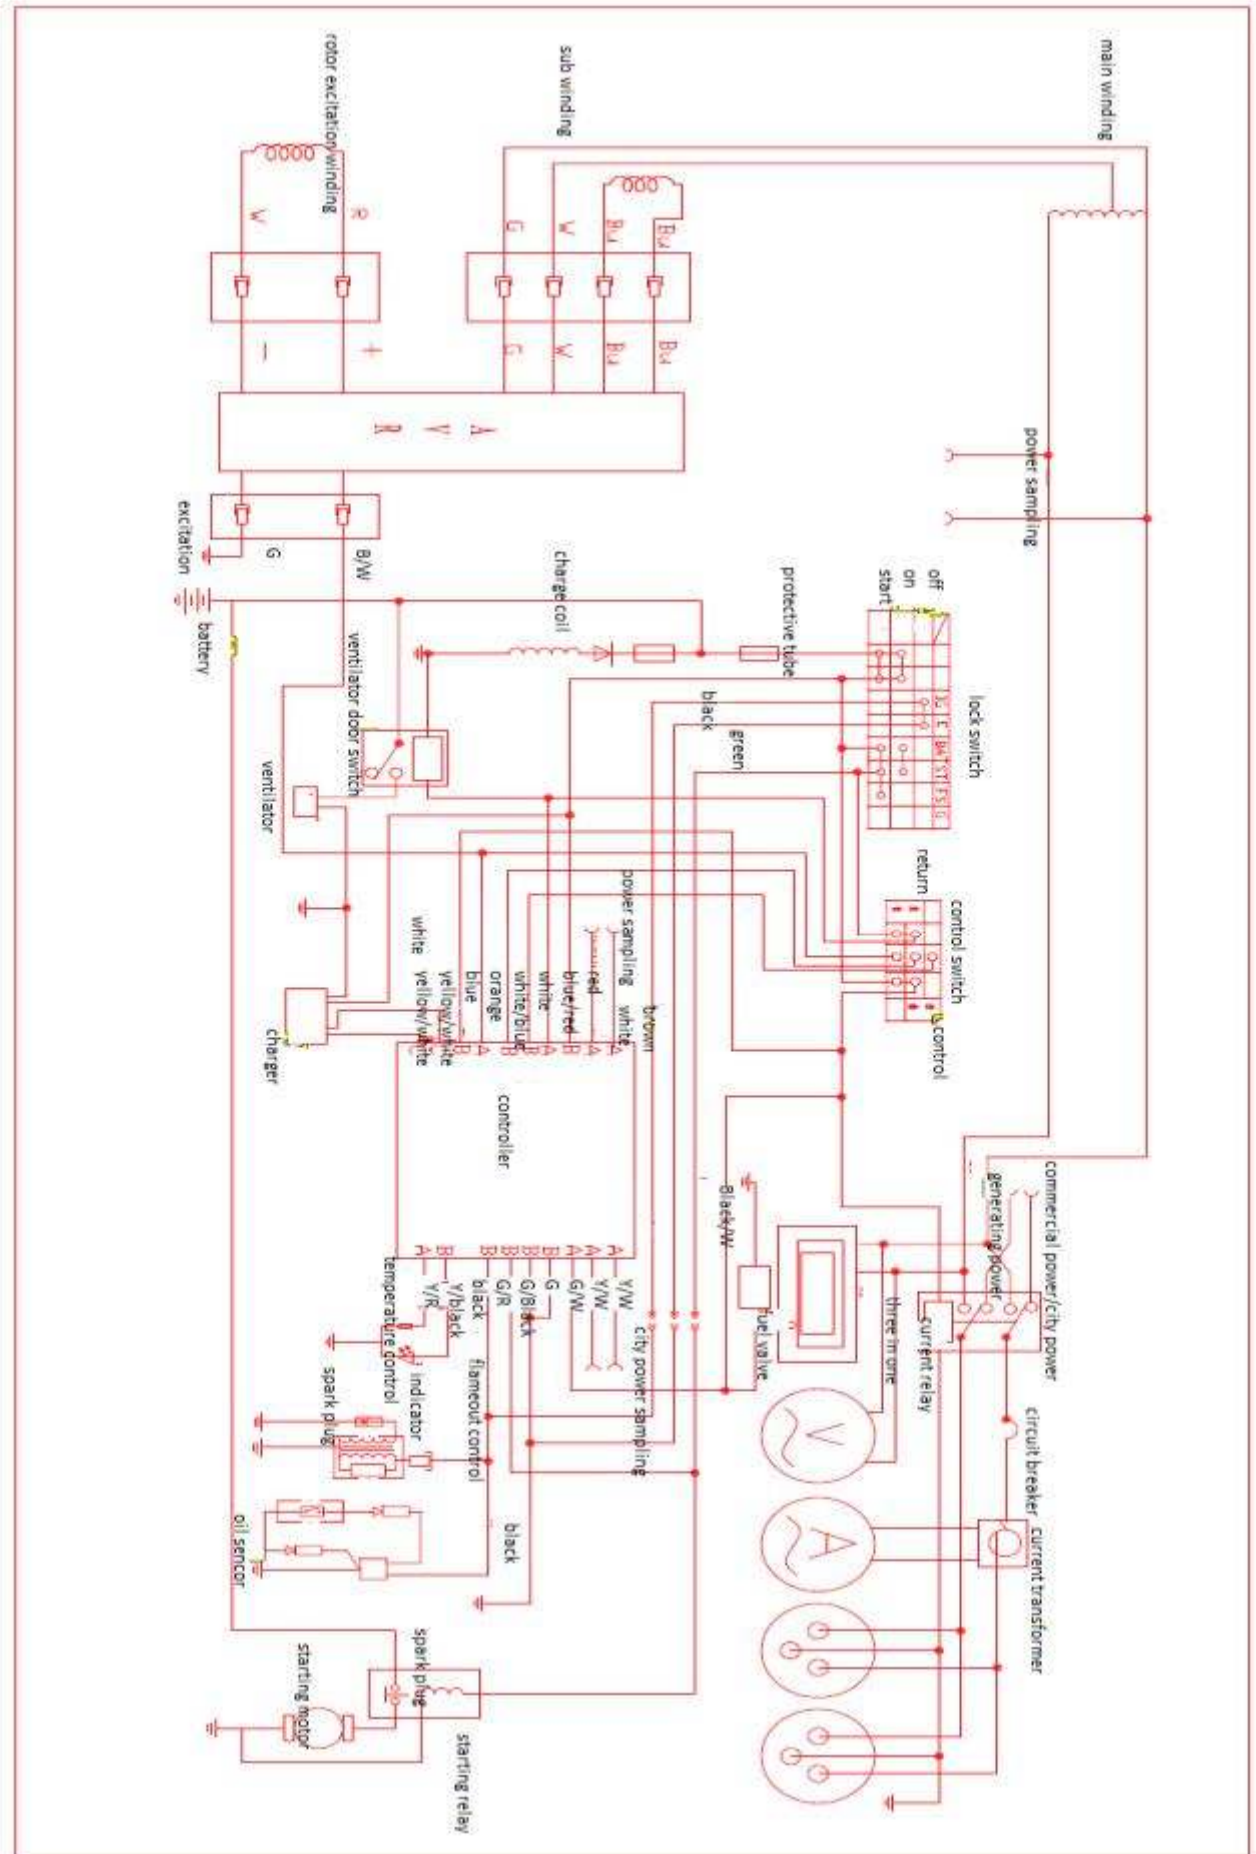 main winding
sub winding
rotor excitation winding
R
W
G
W
Bu
Bu
+
—
G
W
Bu
Bu
A V R
power sampling
excitation
G
B/W
battery
charge coil
protective tube
off
on
start
lock switch
ventilator door switch
black
green
ventilator
return
control switch
control
power sampling
white
yellow/white
yellow/white
blue
orange
white/blue
white
blue/red
red
white
brown
charger
B
A
B
B
A
B
A
A
controller
commercial power/city power
generating power
Black/W
A
B
B
B
B
B
A
A
A
Y/R
Y/black
black
G/R
G/Black
G
G/W
Y/W
Y/W
temperature control
fuel valve
three in one
current relay
city power sampling
indicator
flameout control
spark plug
V
circuit breaker
current transformer
A
oil sencor
black
spark plug
starting motor
starting relay